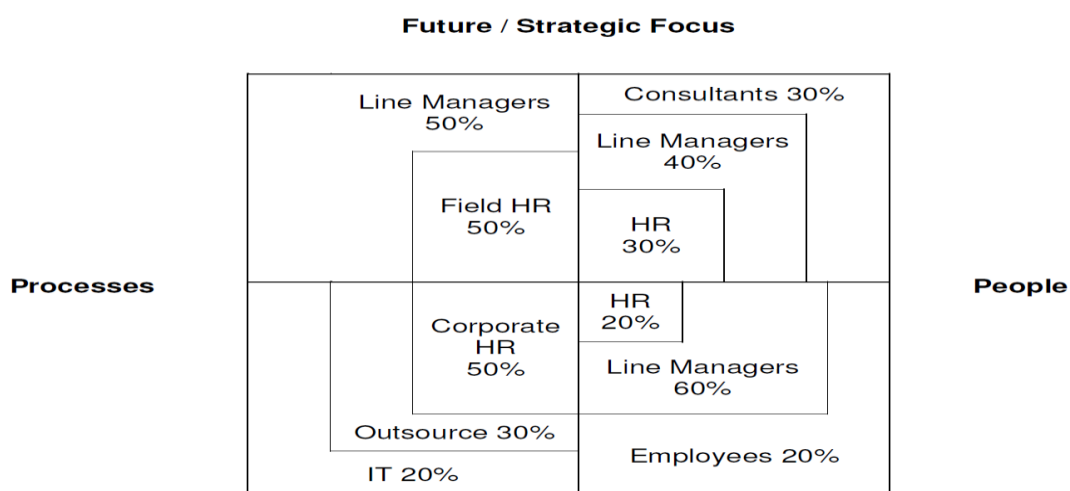 Future / Strategic Focus
Line Managers
50%
Consultants 30%
Line Managers
40%
Field HR
50%
HR
30%
Processes
People
HR
20%
Corporate
HR
50%
Line Managers
60%
Outsource 30%
Employees 20%
IT 20%